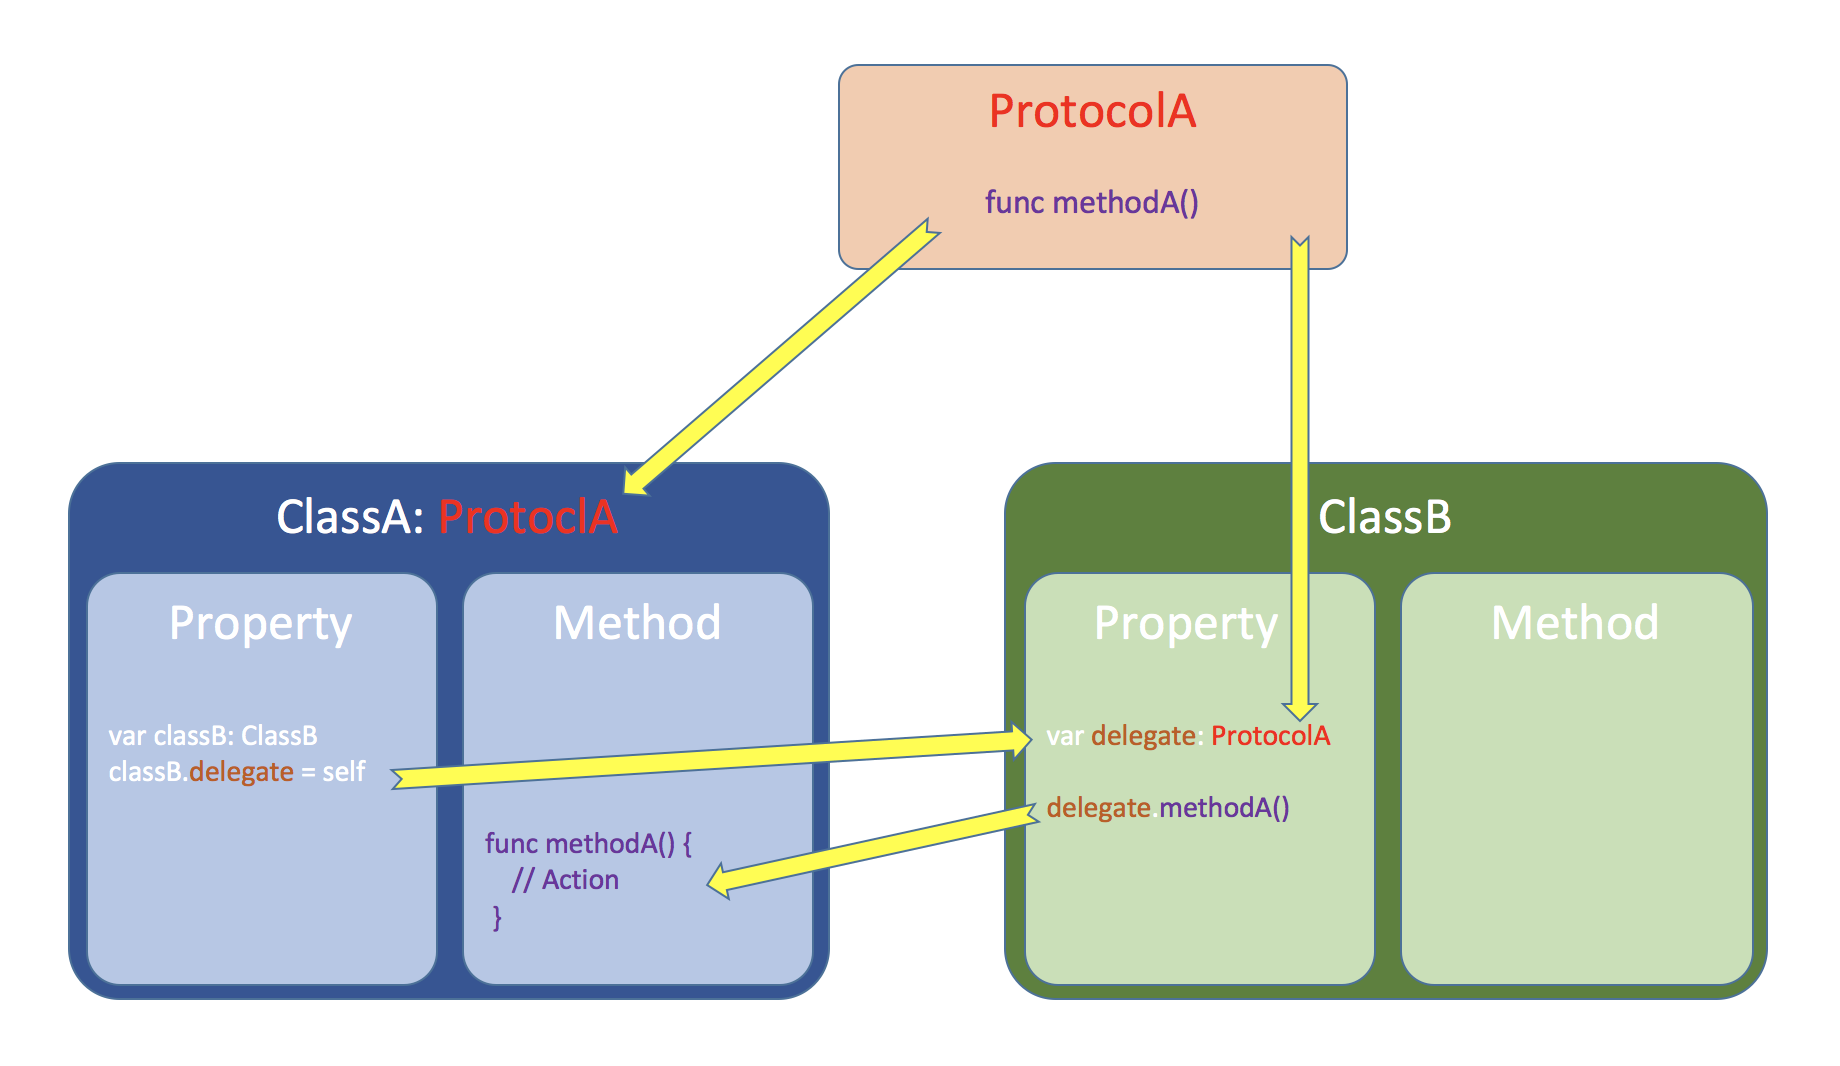 ProtocolA
func methodA()
ClassA: ProtoclA
Property
var classB: ClassB
classB.delegate = self
Method
func methodA() {
// Action
}
ClassB
Property
var delegate: ProtocolA
delegate.methodA()
Method